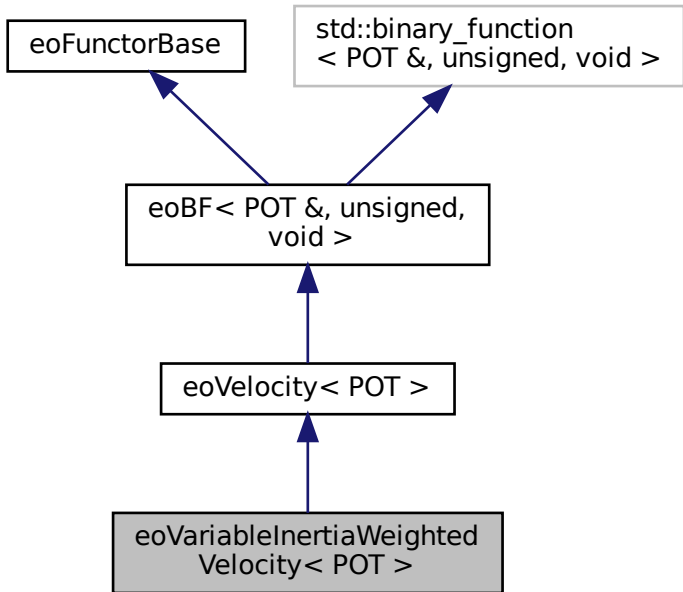 eoFunctorBase
std::binary_function
< POT &, unsigned, void >
eoBF< POT &, unsigned,
void >
eoVelocity< POT >
eoVariableInertiaWeighted
Velocity< POT >